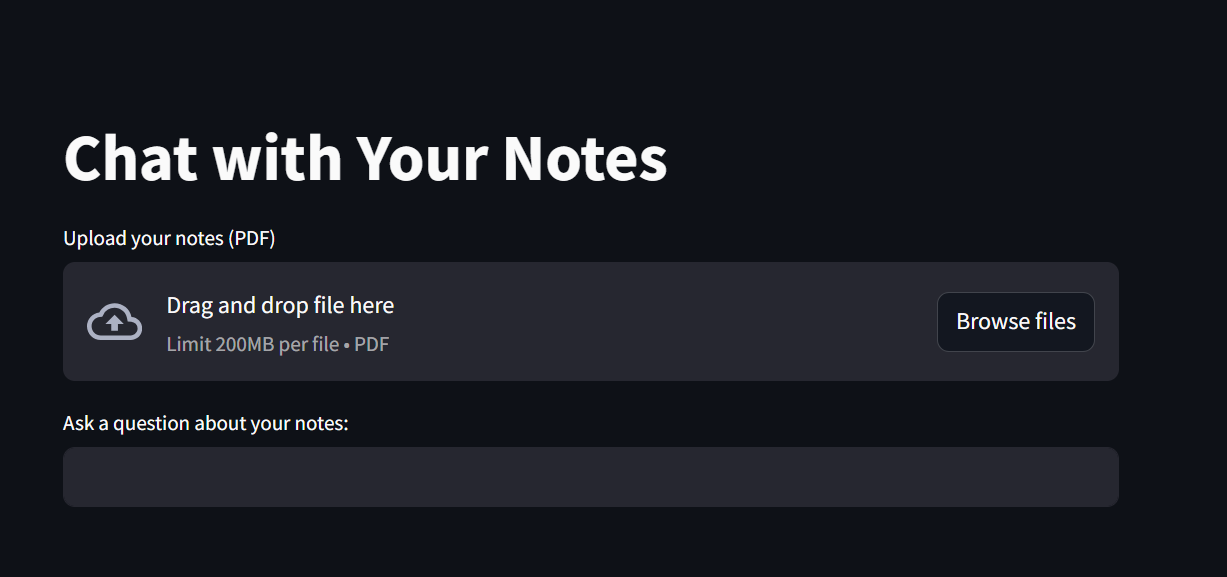 Chat with Your Notes
Upload your notes (PDF)
Drag and drop file here
Limit 200MB per file • PDF
Browse files
Ask a question about your notes: